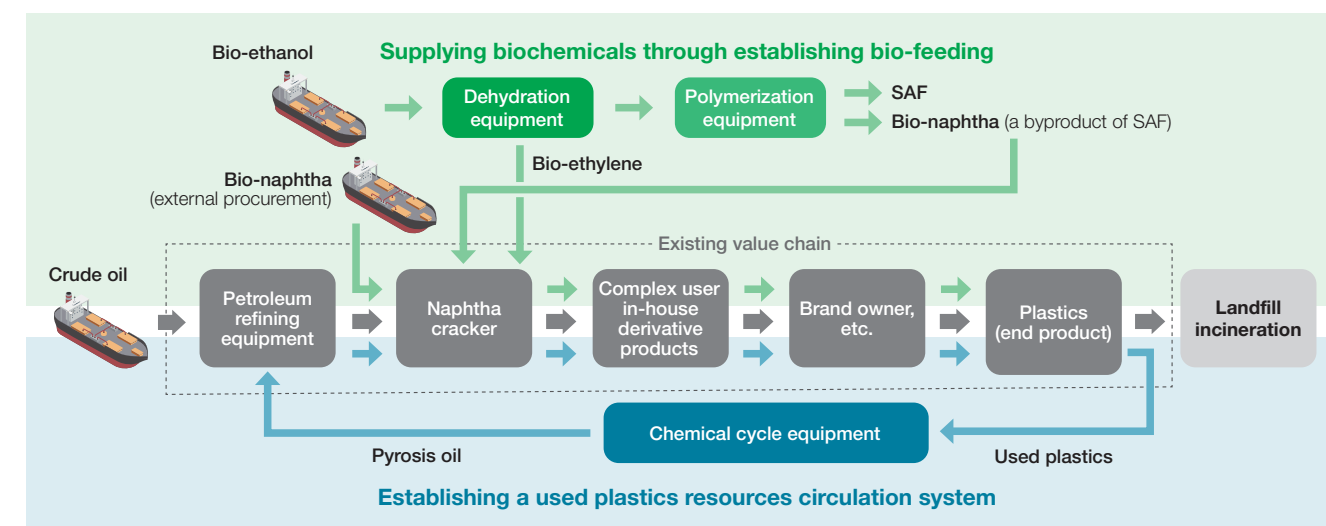 Bio-ethanol
Supplying biochemicals through establishing bio-feeding
Dehydration
equipment
Polymerization
equipment
SAF
Bio-naphtha (a byproduct of SAF)
Bio-ethylene
Bio-naphtha
(external procurement)
Existing value chain
Crude oil
Petroleum
refining
equipment
Naphtha
cracker
Complex user
in-house
derivative
products
Brand owner,
etc.
Plastics
(end product)
Landfill
incineration
Chemical cycle equipment
Pyrosis oil
Used plastics
Establishing a used plastics resources circulation system